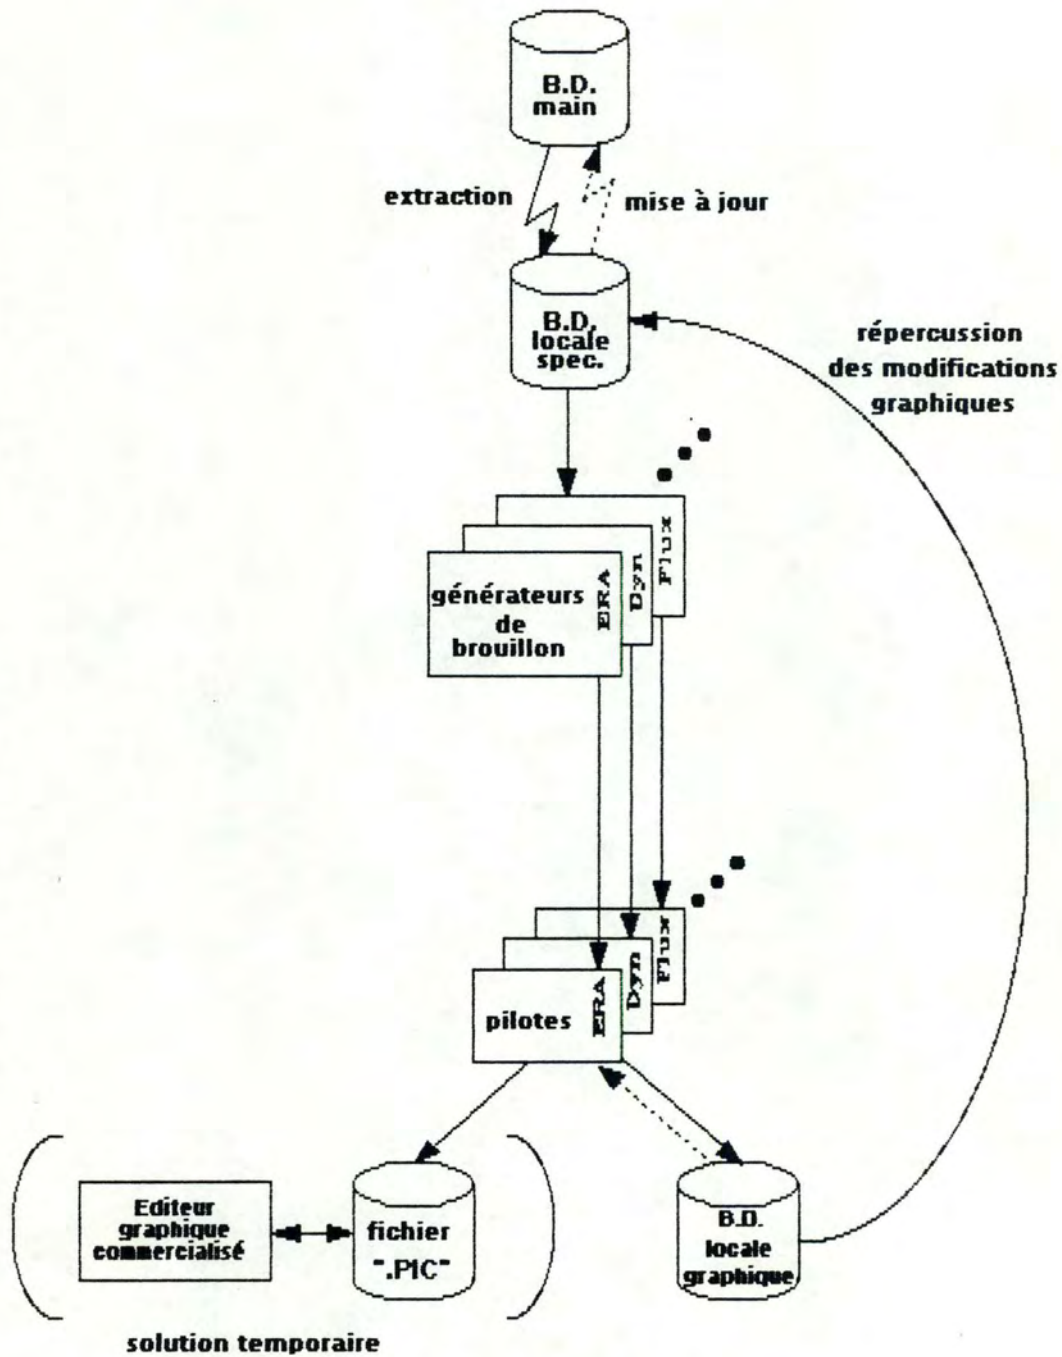 B.D.
main
extraction
mise à jour
B.D.
locale
spec.
répercussion
des modifications
graphiques
générateurs
de
brouillon
ERA
Dyn
Flux
pilotes
ERA
Dyn
Flux
Editeur
graphique
commercialisé
fichier
".PIC"
B.D.
locale
graphique
solution temporaire